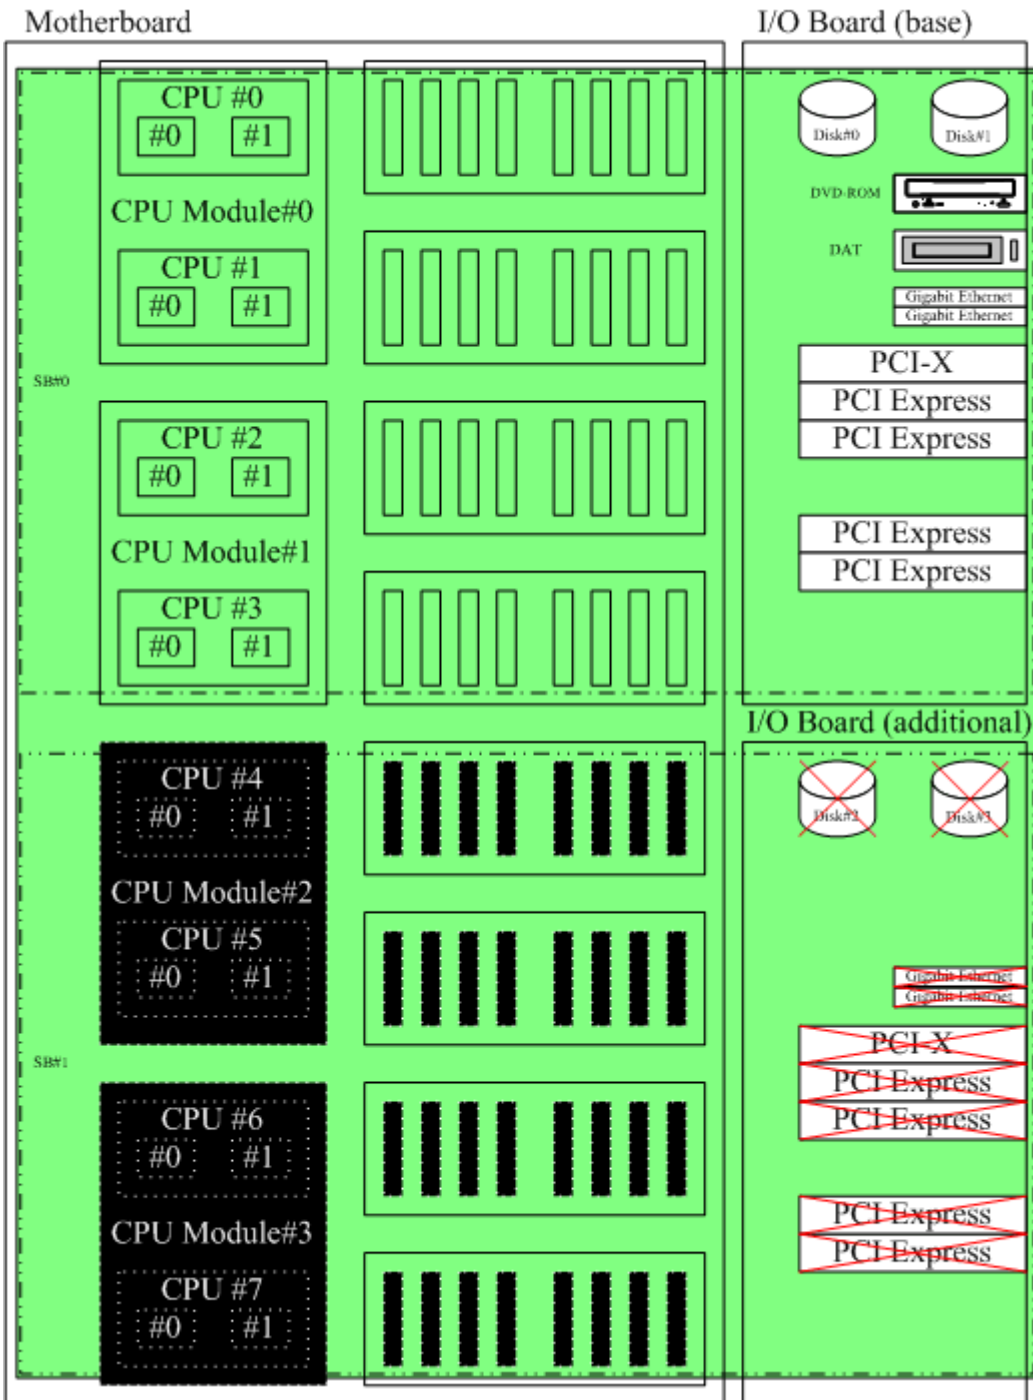 Motherboard
I/O Board (base)
CPU #0
#0 #1
CPU Module#0
CPU #1
#0 #1
SB#0
CPU #2
#0 #1
CPU Module#1
CPU #3
#0 #1
Disk#0 Disk#1
DVD-ROM
DAT
Gigabit Ethernet
Gigabit Ethernet
PCI-X
PCI Express
PCI Express
PCI Express
PCI Express
I/O Board (additional)
CPU #4
#0 #1
CPU Module#2
CPU #5
#0 #1
SB#1
CPU #6
#0 #1
CPU Module#3
CPU #7
#0 #1
Disk#2 Disk#3
Gigabit Ethernet
Gigabit Ethernet
PCI-X
PCI Express
PCI Express
PCI Express
PCI Express